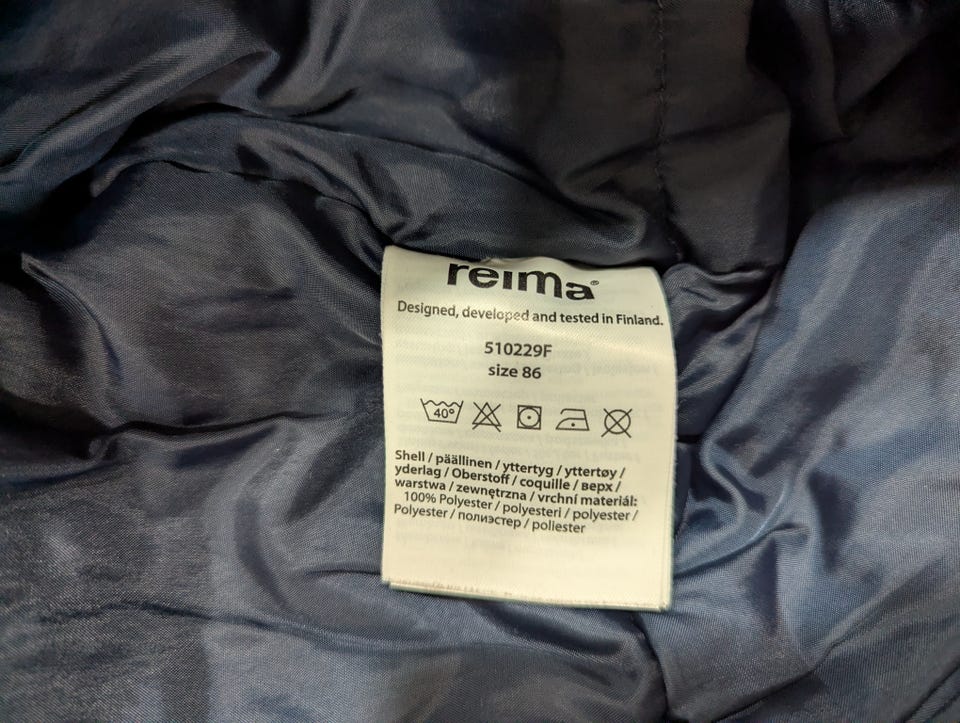 reima®
Designed, developed and tested in Finland.
510229F
size 86
40°
Shell / päällinen / yttertyg / yttertøy /
yderlag / Oberstoff / coquille / верх /
warstwa / zewnętrzna / vrchní materiál:
100% Polyester / polyesteri / polyester /
Polyester / полиэстер / poliester